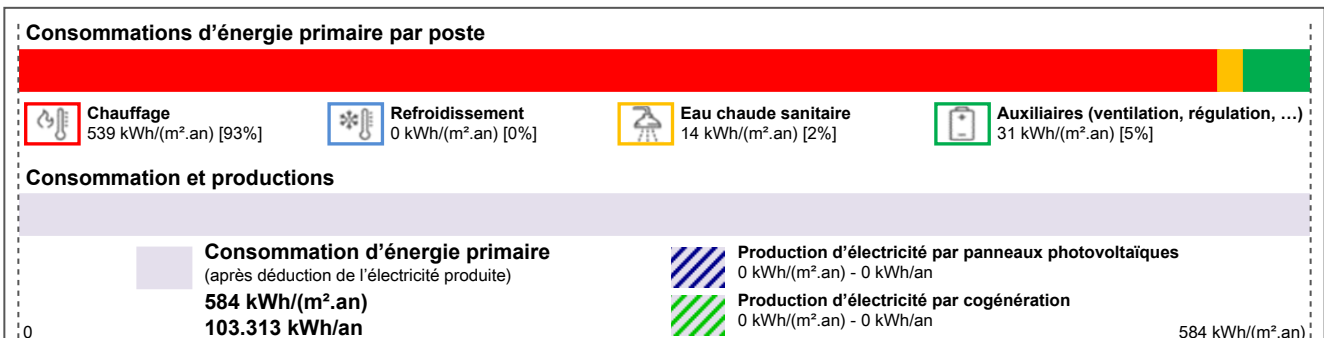 Consommations d'énergie primaire par poste
Chauffage
539 kWh/(m².an) [93%]
Refroidissement
0 kWh/(m².an) [0%]
Eau chaude sanitaire
14 kWh/(m².an) [2%]
Auxiliaires (ventilation, régulation, …)
31 kWh/(m².an) [5%]
Consommation et productions
Consommation d'énergie primaire
(après déduction de l'électricité produite)
584 kWh/(m².an)
103.313 kWh/an
Production d'électricité par panneaux photovoltaïques
0 kWh/(m².an) - 0 kWh/an
Production d'électricité par cogénération
0 kWh/(m².an) - 0 kWh/an
0
584 kWh/(m².an)